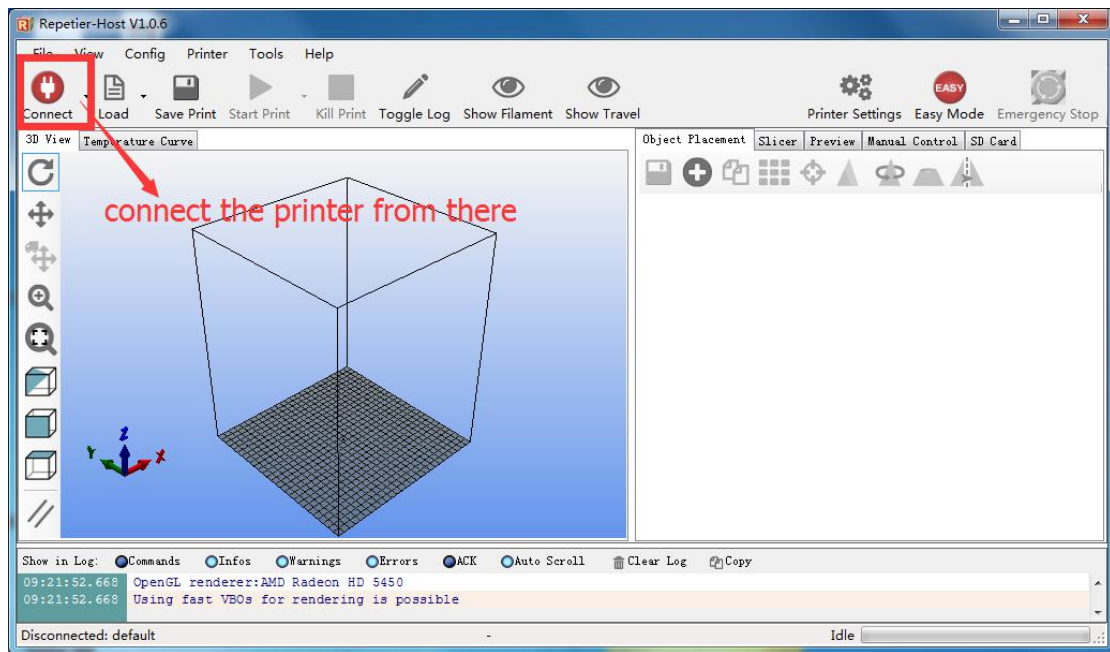 Repetier-Host V1.0.6
File View Config Printer Tools Help
Connect Load Save Print Start Print Kill Print Toggle Log Show Filament Show Travel Printer Settings EASY Easy Mode Emergency Stop
3D View Temperature Curve
Object Placement Slicer Preview Manual Control SD Card
connect the printer from there
Z
Y X
Show in Log: Commands Infos Warnings Errors ACK Auto Scroll Clear Log Copy
09:21:52.668 OpenGL renderer:AMD Radeon HD 5450
09:21:52.668 Using fast VBOs for rendering is possible
Disconnected: default - Idle